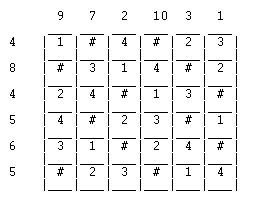 9 7 2 10 3 1
4 1 # 4 # 2 3
8 # 3 1 4 # 2
4 2 4 # 1 3 #
5 4 # 2 3 # 1
6 3 1 # 2 4 #
5 # 2 3 # 1 4